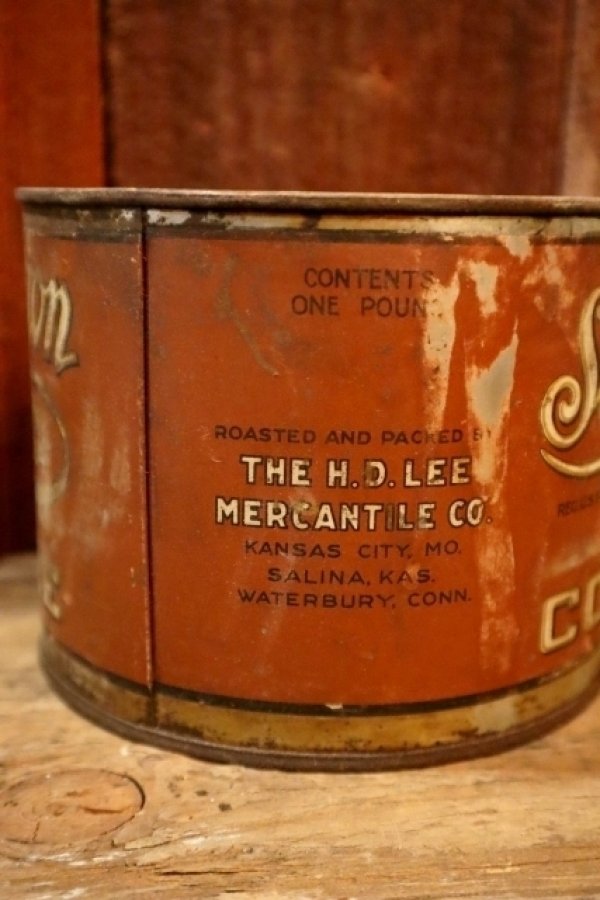 CONTENTS
ONE POUN
ROASTED AND PACKED BY
THE H.D. LEE
MERCANTILE CO.
KANSAS CITY, MO.
SALINA, KAS.
WATERBURY, CONN.